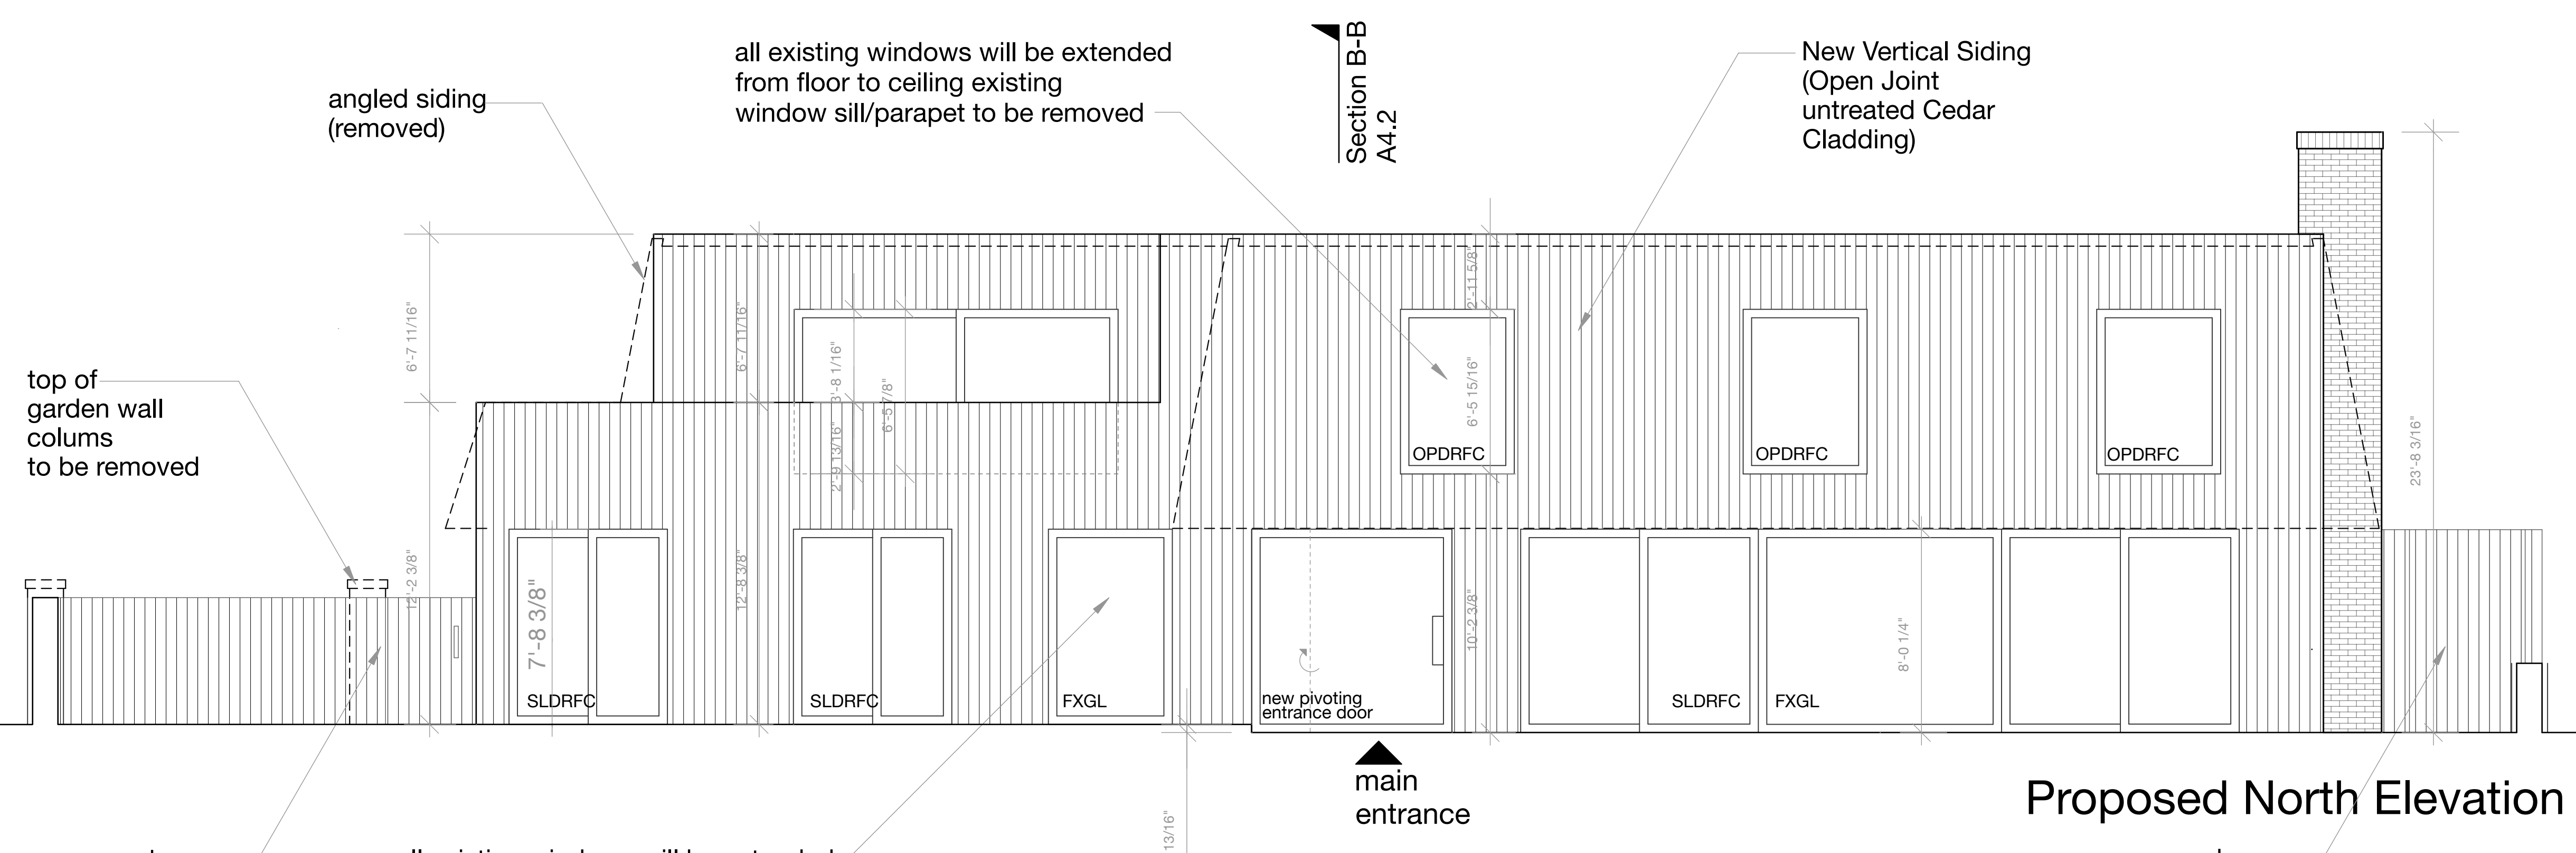 Section B-B
A4.2
all existing windows will be extended
from floor to ceiling existing
window sill/parapet to be removed
New Vertical Siding
(Open Joint
untreated Cedar
Cladding)
angled siding
(removed)
top of
garden wall
colums
to be removed
6'-7 11/16"
6'-7 11/16"
3'-8 1/16"
6'-5 7/8"
2'-9 13/16"
2'-11 5/8"
6'-5 15/16"
OPDRFC
OPDRFC
OPDRFC
23'-8 3/16"
12'-2 3/8"
7'-8 3/8"
12'-8 3/8"
10'-2 3/8"
8'-0 1/4"
SLDRFC
SLDRFC
FXGL
new pivoting
entrance door
SLDRFC
FXGL
main
entrance
Proposed North Elevation
13/16"